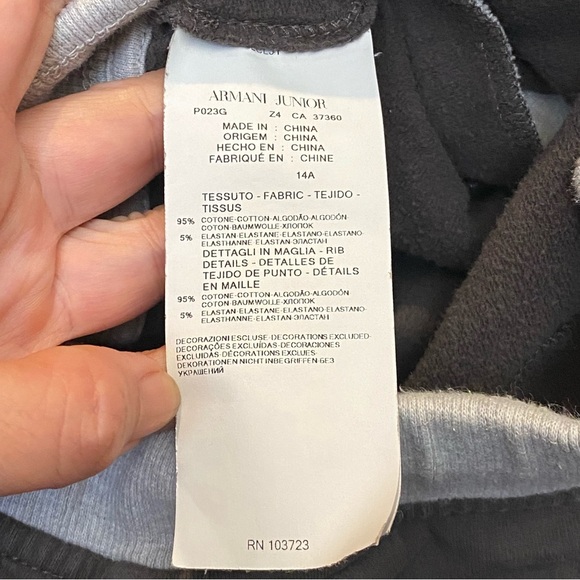 ARMANI JUNIOR
P023G Z4 CA 37360
MADE IN : CHINA
ORIGEM : CHINA
HECHO EN : CHINA
FABRIQUÉ EN : CHINE
14A
TESSUTO - FABRIC - TEJIDO -
TISSUS
95% COTONE-COTTON-ALGODÃO-ALGODÓN
COTON-BAUMWOLLE-ХЛОПОК
5% ELASTAN-ELASTANE-ELASTANO-ELASTANO-
ELASTHANNE-ELASTAN-ЭЛАСТАН
DETTAGLI IN MAGLIA - RIB
DETAILS - DETALLES DE
TEJIDO DE PUNTO - DÉTAILS
EN MAILLE
95% COTONE-COTTON-ALGODÃO-ALGODÓN
COTON-BAUMWOLLE-ХЛОПОК
5% ELASTAN-ELASTANE-ELASTANO-ELASTANO-
ELASTHANNE-ELASTAN-ЭЛАСТАН
DECORAZIONI ESCLUSE-DECORATIONS EXCLUDED-
DECORAÇÕES EXCLUÍDAS-DECORACIONES
EXCLUIDAS-DÉCORATIONS EXCLUES-
DEKORATIONEN NICHT INBEGRIFFEN-БЕЗ
УКРАШЕНИЙ
RN 103723